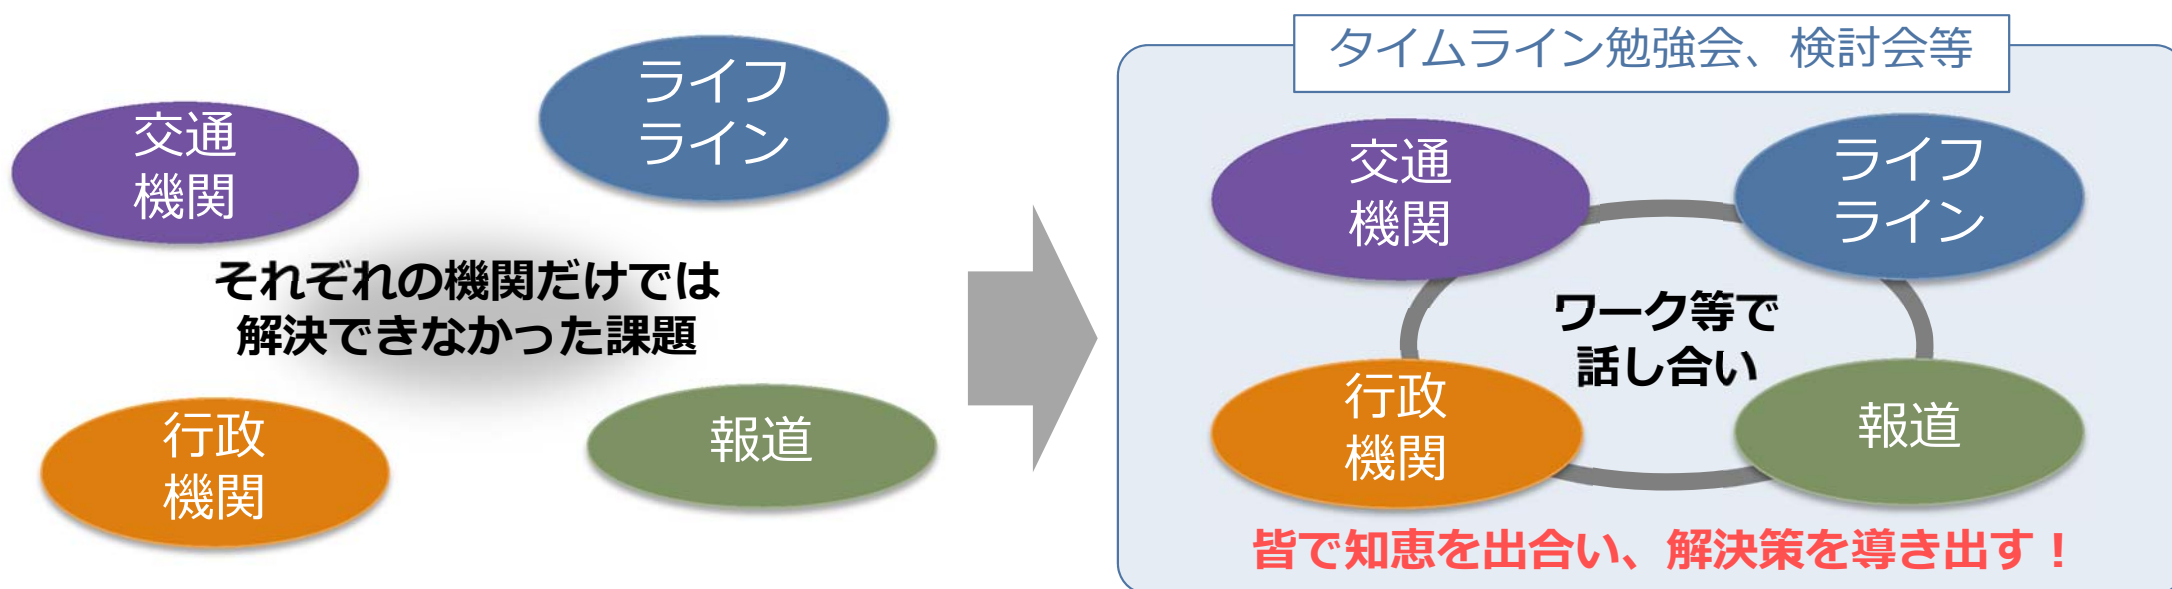 交通
機関
ライフ
ライン
それぞれの機関だけでは
解決できなかった課題
行政
機関
報道
タイムライン勉強会、検討会等
交通
機関
ライフ
ライン
ワーク等で
話し合い
行政
機関
報道
皆で知恵を出合い、解決策を導き出す！